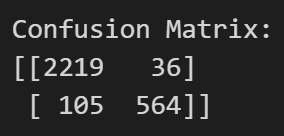 Confusion Matrix:
[[2219   36]
 [ 105  564]]